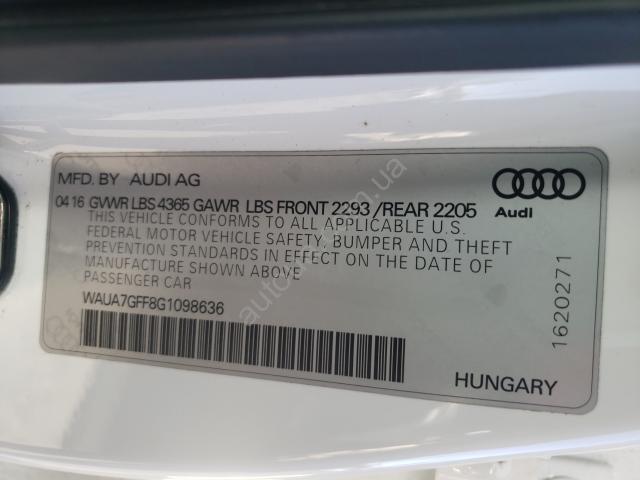 MFD. BY AUDI AG
0416 GVWR LBS 4365 GAWR LBS FRONT 2293 /REAR 2205
THIS VEHICLE CONFORMS TO ALL APPLICABLE U.S.
FEDERAL MOTOR VEHICLE SAFETY, BUMPER AND THEFT
PREVENTION STANDARDS IN EFFECT ON THE DATE OF
MANUFACTURE SHOWN ABOVE
PASSENGER CAR
WAUA7GFF8G1098636
Audi
1620271
HUNGARY